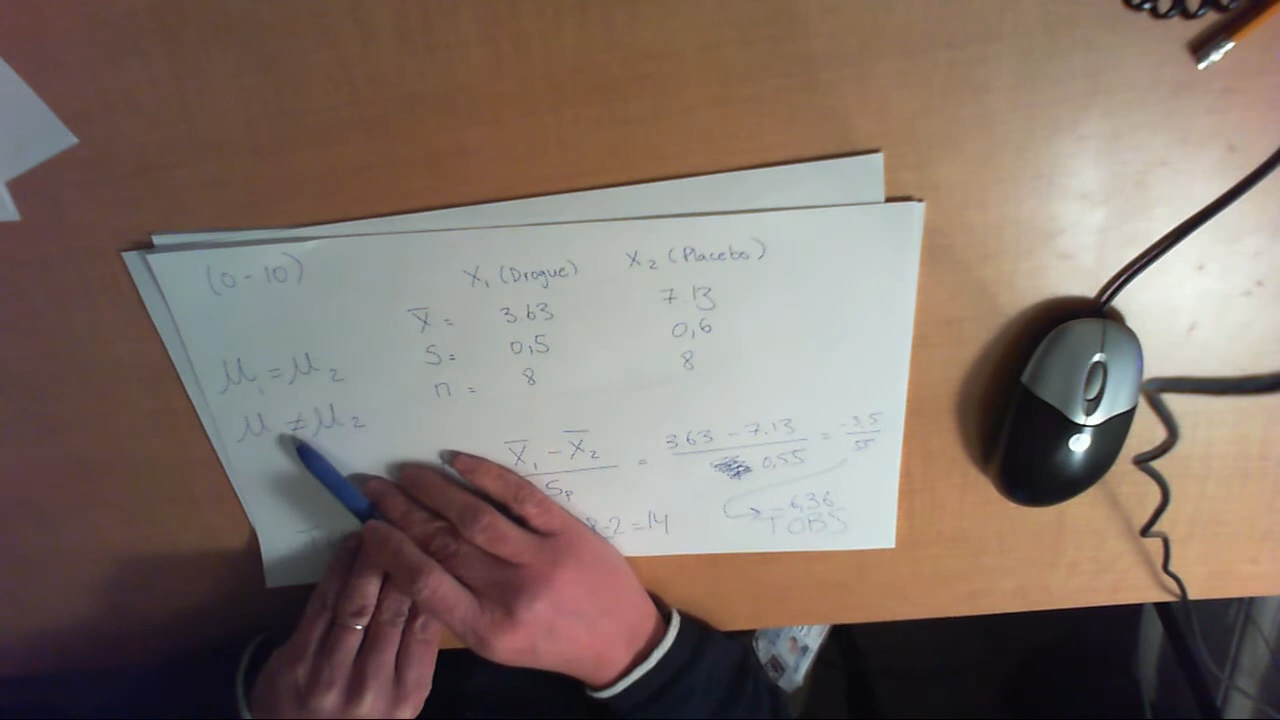 (0-10)
X₁ (Drogue) X₂ (Placebo)
X̄ = 3.63 7 13
S = 0,5 0,6
n = 8 8
μ₁ = μ₂
μ ≠ μ₂
X̄₁ - X̄₂ = 3.63 - 7.13 = -3.5
Sp 0,55
8-2 = 14
-6,36
TOBS